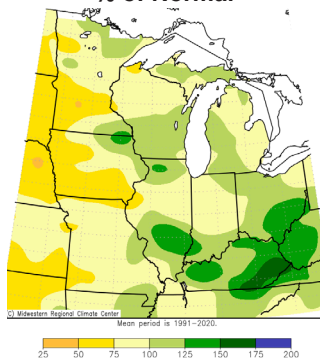 % of Normal
(C) Midwestern Regional Climate Center
Mean period is 1991-2020.
25 50 75 100 125 150 175 200